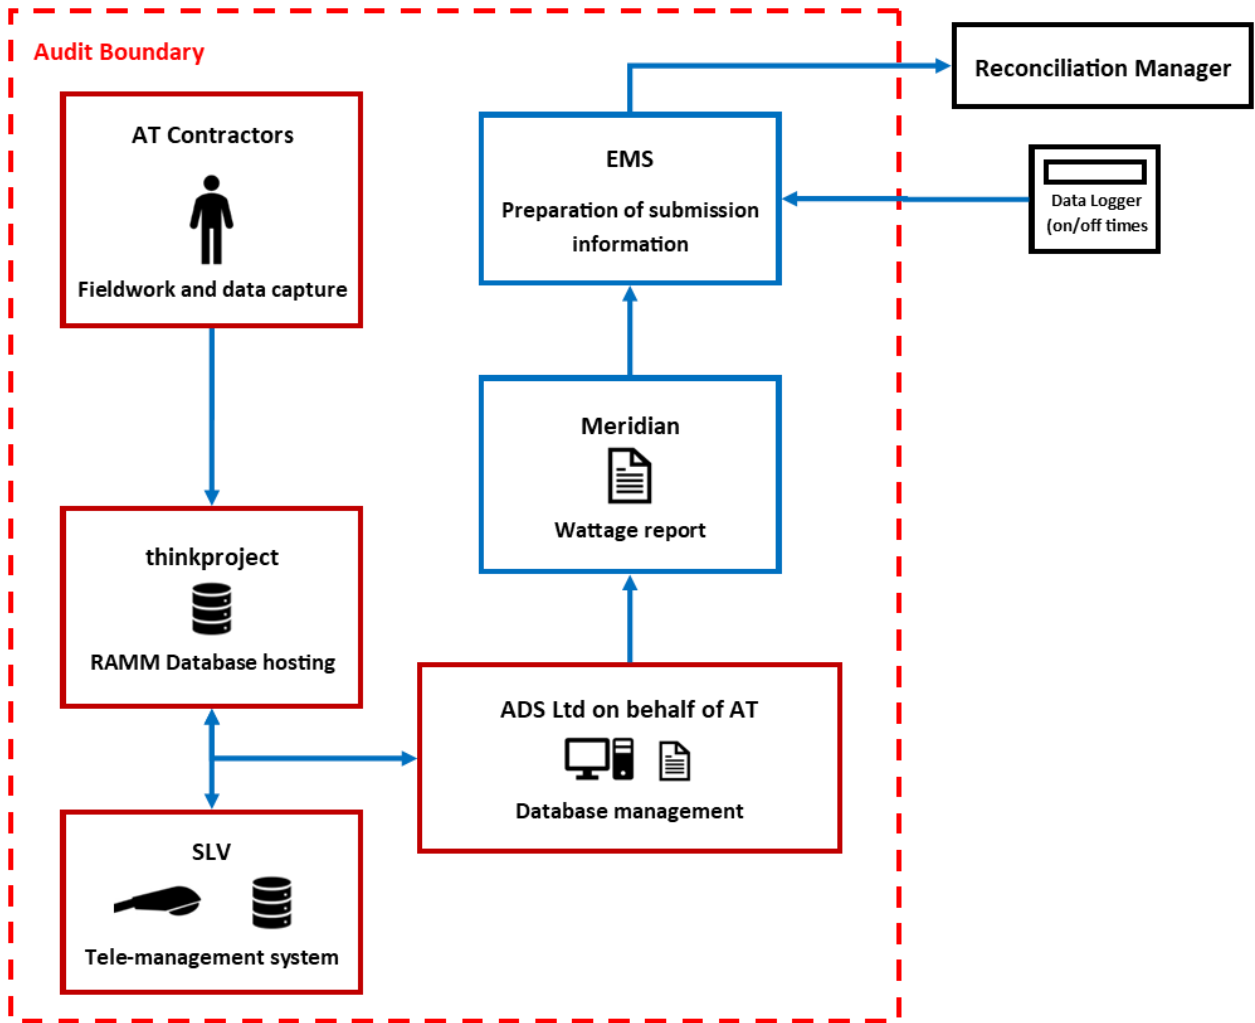 Audit Boundary
AT Contractors
Fieldwork and data capture
thinkproject
RAMM Database hosting
SLV
Tele-management system
ADS Ltd on behalf of AT
Database management
Meridian
Wattage report
EMS
Preparation of submission
information
Reconciliation Manager
Data Logger
(on/off times